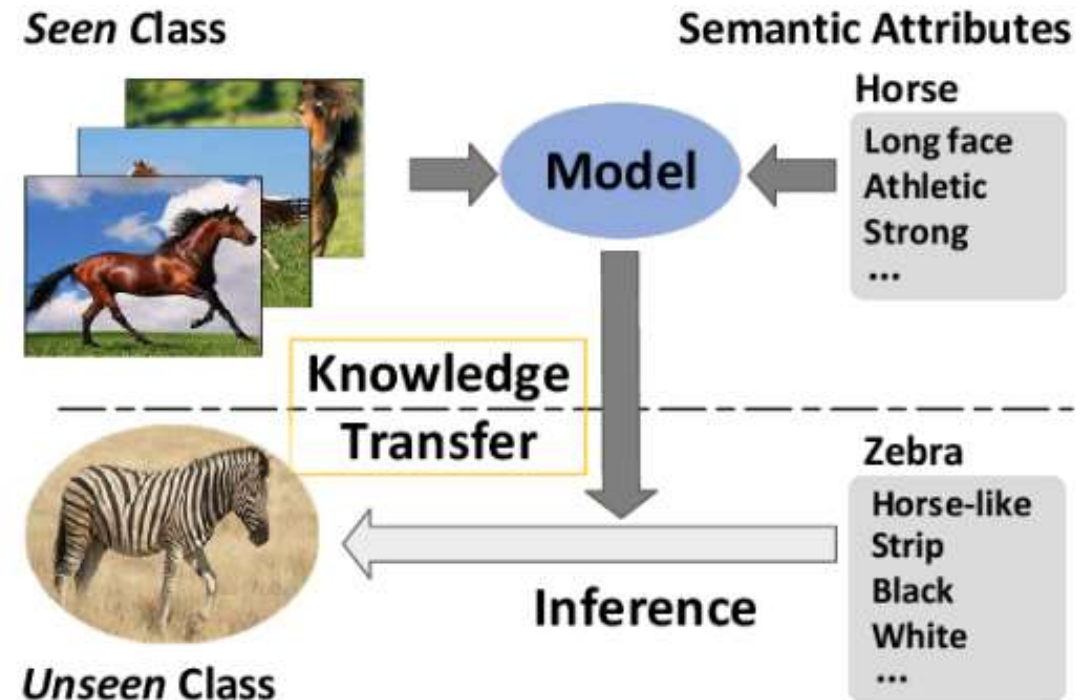 Seen Class
Semantic Attributes
Horse
Long face
Athletic
Strong
...
Model
Knowledge
Transfer
Zebra
Horse-like
Strip
Black
White
...
Inference
Unseen Class